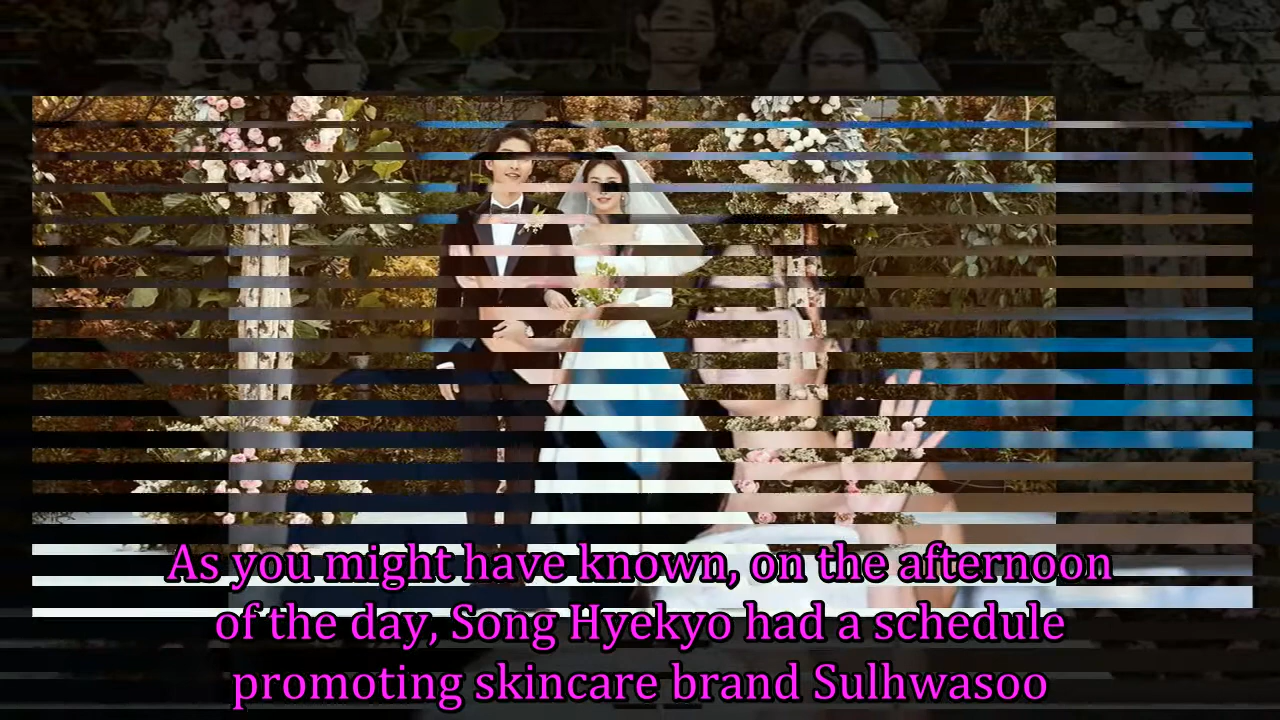 As you might have known, on the afternoon
of the day, Song Hyekyo had a schedule
promoting skincare brand Sulhwasoo